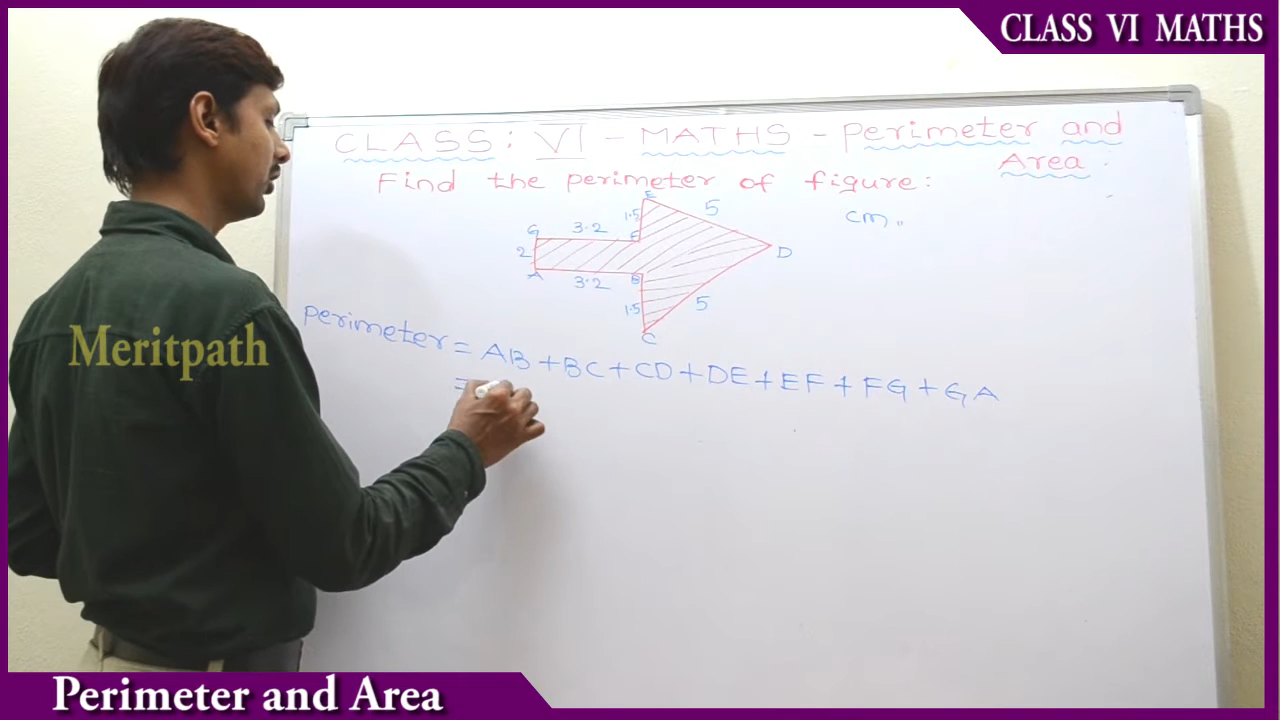 CLASS VI MATHS
CLASS: VI - MATHS - Perimeter and
Area
Find the perimeter of figure:
E
1.5
5
cm
G
3.2
F
2
D
A
3.2
B
1.5
5
C
Meritpath
perimeter = AB + BC + CD + DE + EF + FG + GA
=
Perimeter and Area